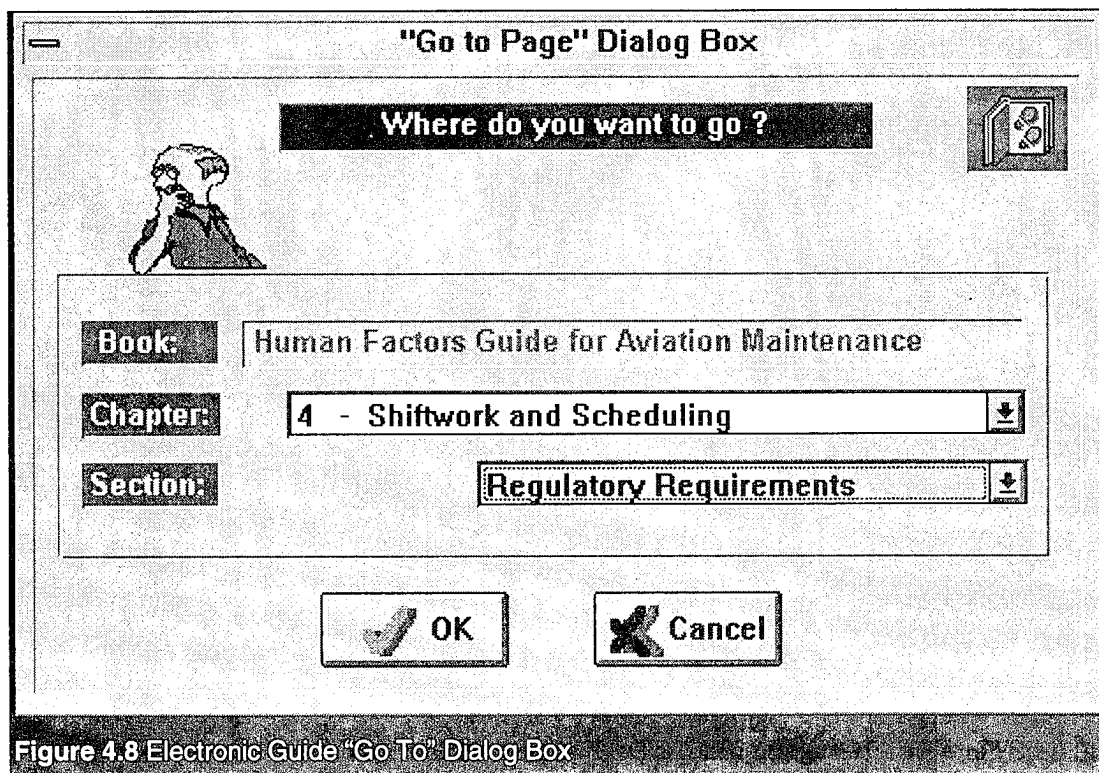 "Go to Page" Dialog Box
Where do you want to go ?
Book: Human Factors Guide for Aviation Maintenance
Chapter: 4 - Shiftwork and Scheduling
Section: Regulatory Requirements
OK Cancel
Figure 4.8 Electronic Guide "Go To" Dialog Box